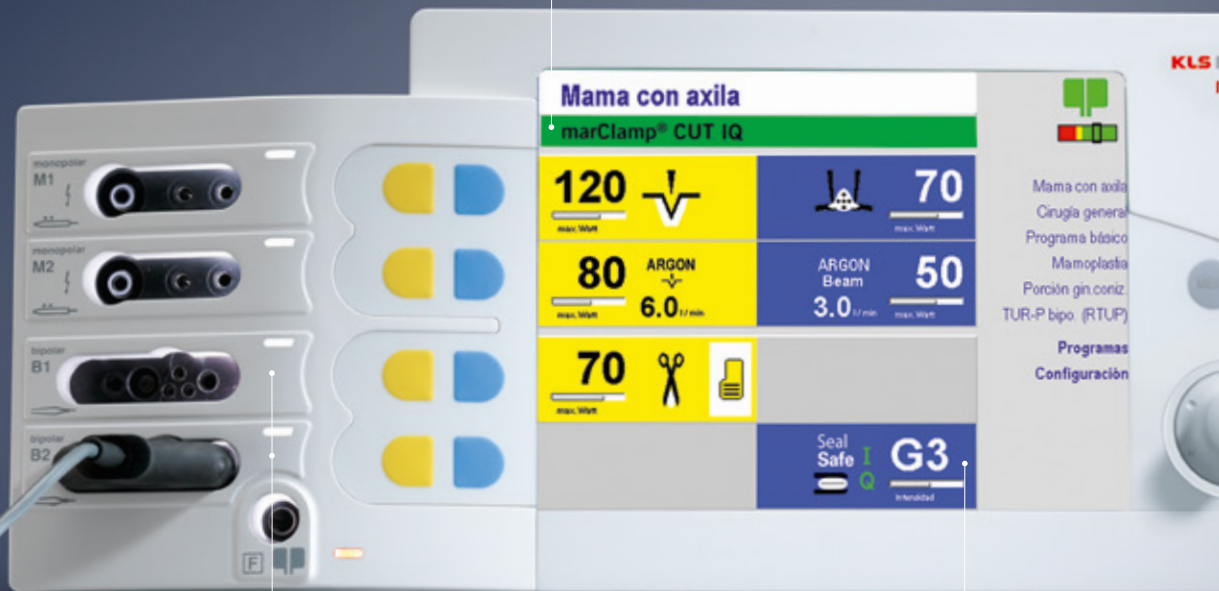 KLS
monopolar
M1
monopolar
M2
bipolar
B1
bipolar
B2
F
Mama con axila
marClamp® CUT IQ
120
max. Watt
70
max. Watt
80
max. Watt
ARGON
6.0 l/min
ARGON
Beam
3.0 l/min
50
max. Watt
70
max. Watt
Seal
Safe
I
Q
G3
Intensidad
Mama con axila
Cirugía general
Programa básico
Mamoplastia
Porción gin.coniz.
TUR-P bipo. (RTUP)
Programas
Configuración